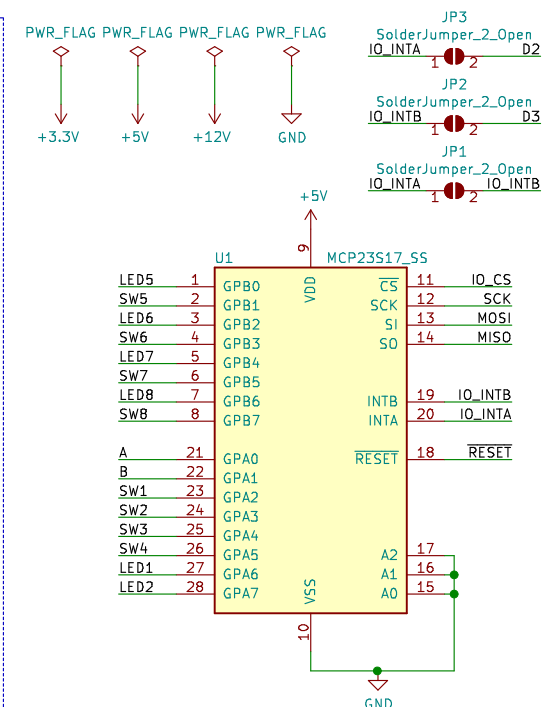 PWR_FLAG PWR_FLAG PWR_FLAG PWR_FLAG
+3.3V +5V +12V GND
JP3
SolderJumper_2_Open
IO_INTA 1 2 D2
JP2
SolderJumper_2_Open
IO_INTB 1 2 D3
JP1
SolderJumper_2_Open
IO_INTA 1 2 IO_INTB
+5V
9
U1 MCP23S17_SS
VDD
LED5 1 GPB0 CS 11 IO_CS
SW5 2 GPB1 SCK 12 SCK
LED6 3 GPB2 SI 13 MOSI
SW6 4 GPB3 SO 14 MISO
LED7 5 GPB4
SW7 6 GPB5
LED8 7 GPB6 INTB 19 IO_INTB
SW8 8 GPB7 INTA 20 IO_INTA
A 21 GPA0 RESET 18 RESET
B 22 GPA1
SW1 23 GPA2
SW2 24 GPA3
SW3 25 GPA4
SW4 26 GPA5 A2 17
LED1 27 GPA6 A1 16
LED2 28 GPA7 A0 15
VSS
10
GND